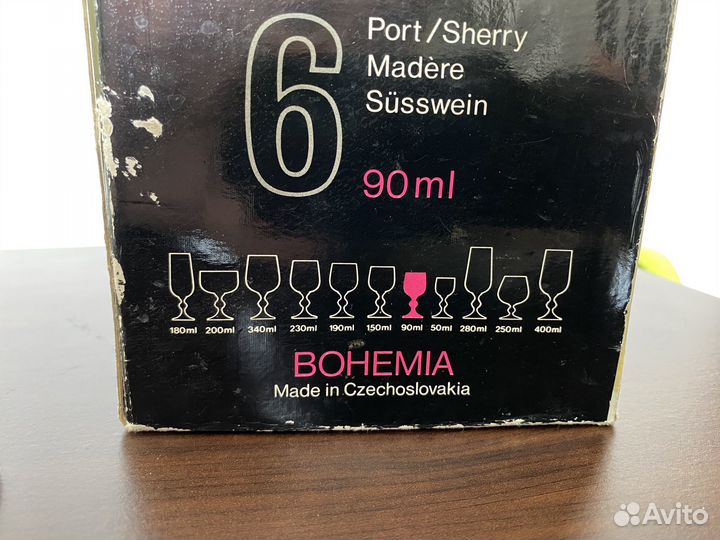 6
Port/Sherry
Madère
Süsswein
90ml
180ml 200ml 340ml 230ml 190ml 150ml 90ml 50ml 280ml 250ml 400ml
BOHEMIA
Made in Czechoslovakia
Avito